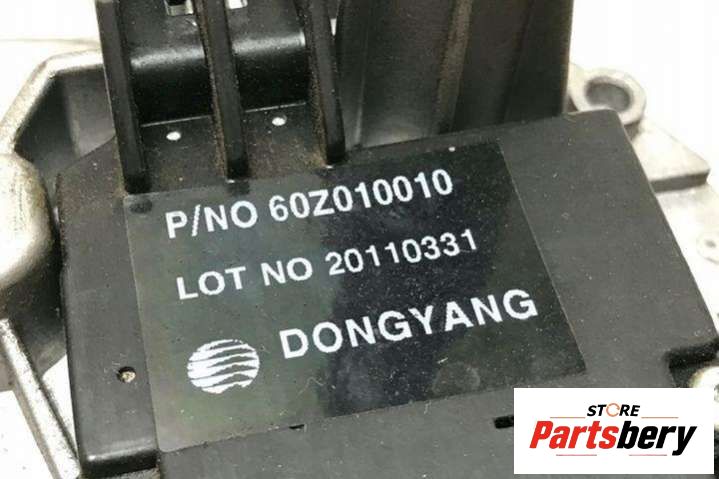 P/NO 60Z010010
LOT NO 20110331
DONGYANG
STORE
Partsbery